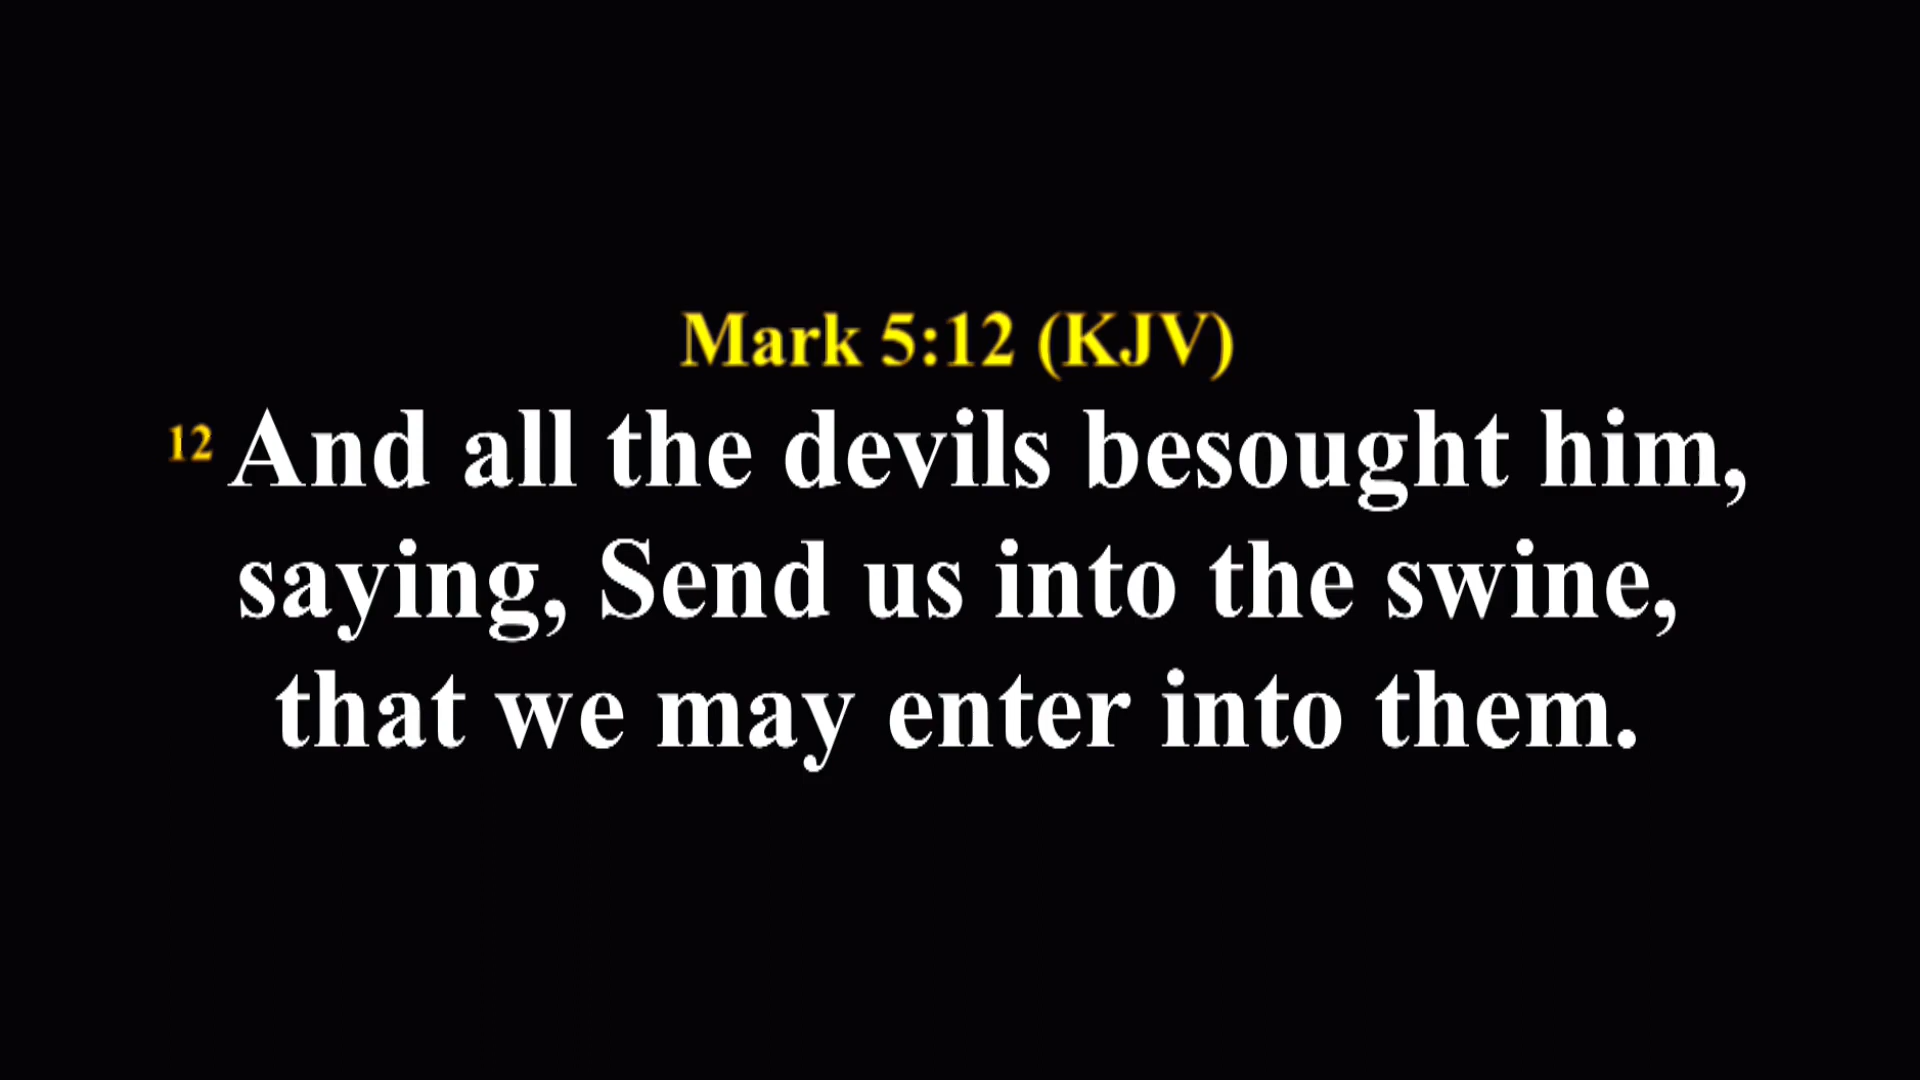 Mark 5:12 (KJV)
12 And all the devils besought him,
saying, Send us into the swine,
that we may enter into them.